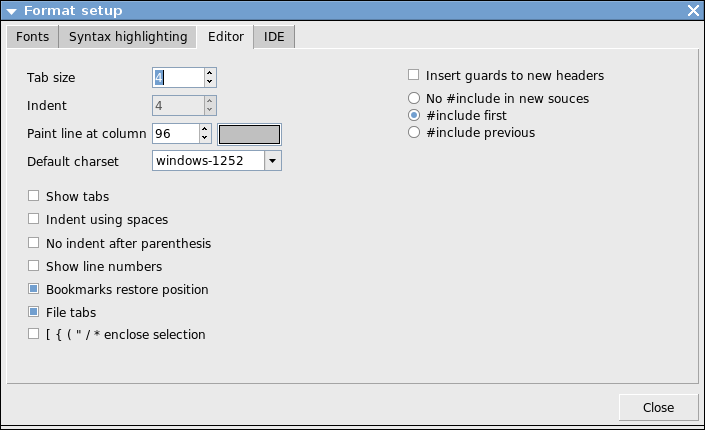 Format setup
Fonts
Syntax highlighting
Editor
IDE
Tab size
4
Indent
4
Paint line at column
96
Default charset
windows-1252
Show tabs
Indent using spaces
No indent after parenthesis
Show line numbers
Bookmarks restore position
File tabs
[ { ( " / * enclose selection
Insert guards to new headers
No #include in new souces
#include first
#include previous
Close